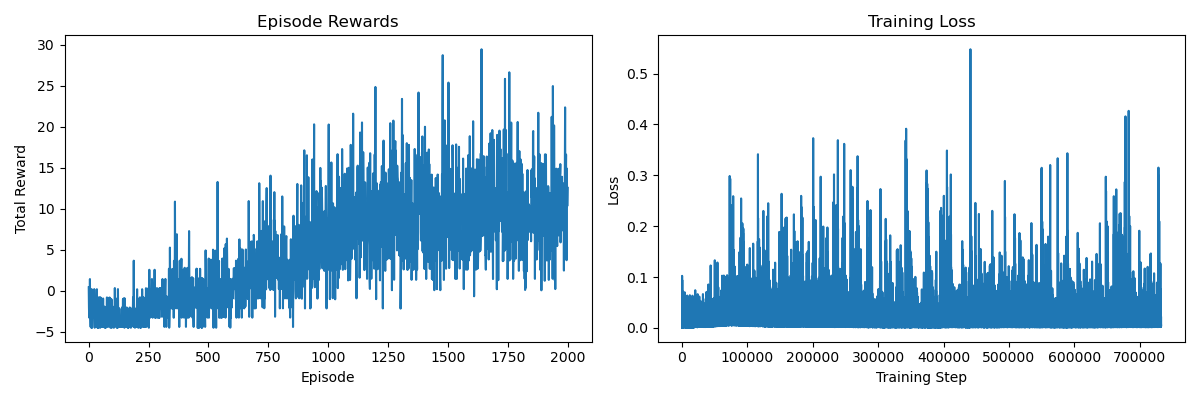 Episode Rewards
Total Reward
30
25
20
15
10
5
0
−5
0 250 500 750 1000 1250 1500 1750 2000
Episode
Training Loss
Loss
0.5
0.4
0.3
0.2
0.1
0.0
0 100000 200000 300000 400000 500000 600000 700000
Training Step